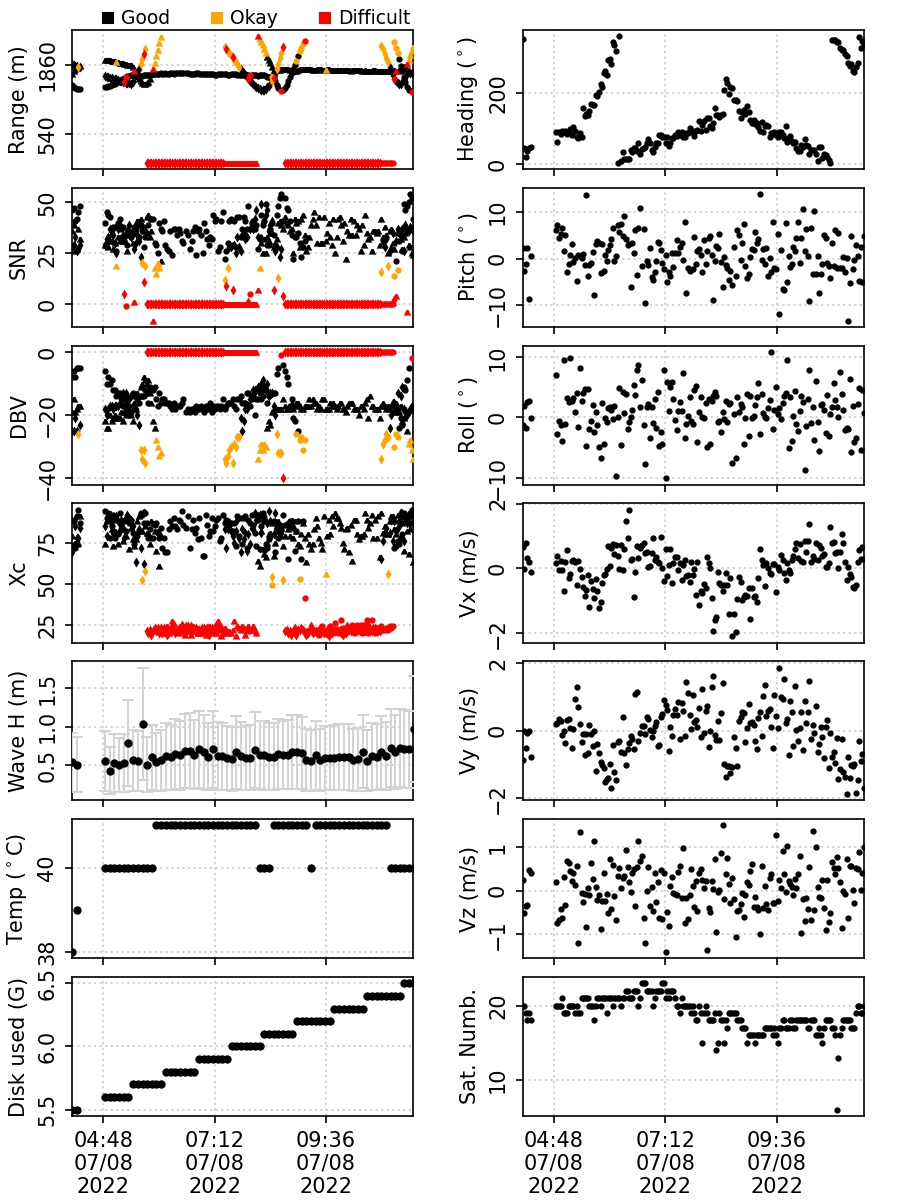 Good Okay Difficult
Range (m)
1860
540
Heading (°)
200
0
SNR
50
25
0
Pitch (°)
10
0
−10
DBV
0
−20
−40
Roll (°)
10
0
−10
Xc
75
50
25
Vx (m/s)
2
0
−2
Wave H (m)
1.5
1.0
0.5
Vy (m/s)
2
0
−2
Temp (°C)
40
38
Vz (m/s)
1
0
−1
Disk used (G)
6.5
6.0
5.5
Sat. Numb.
20
10
04:48 07:12 09:36
07/08 07/08 07/08
2022 2022 2022
04:48 07:12 09:36
07/08 07/08 07/08
2022 2022 2022